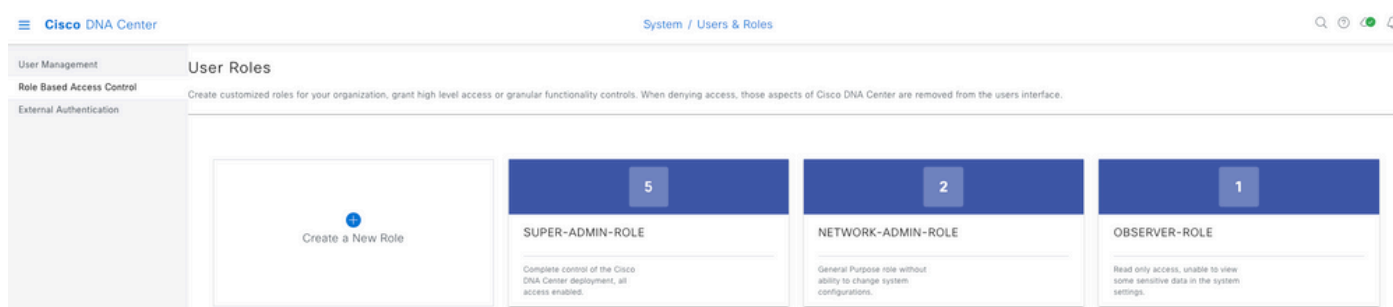 Cisco DNA Center
System / Users & Roles
User Management
Role Based Access Control
External Authentication
User Roles
Create customized roles for your organization, grant high level access or granular functionality controls. When denying access, those aspects of Cisco DNA Center are removed from the users interface.
Create a New Role
5
SUPER-ADMIN-ROLE
Complete control of the Cisco
DNA Center deployment, all
access enabled.
2
NETWORK-ADMIN-ROLE
General Purpose role without
ability to change system
configurations.
1
OBSERVER-ROLE
Read only access, unable to view
some sensitive data in the system
settings.